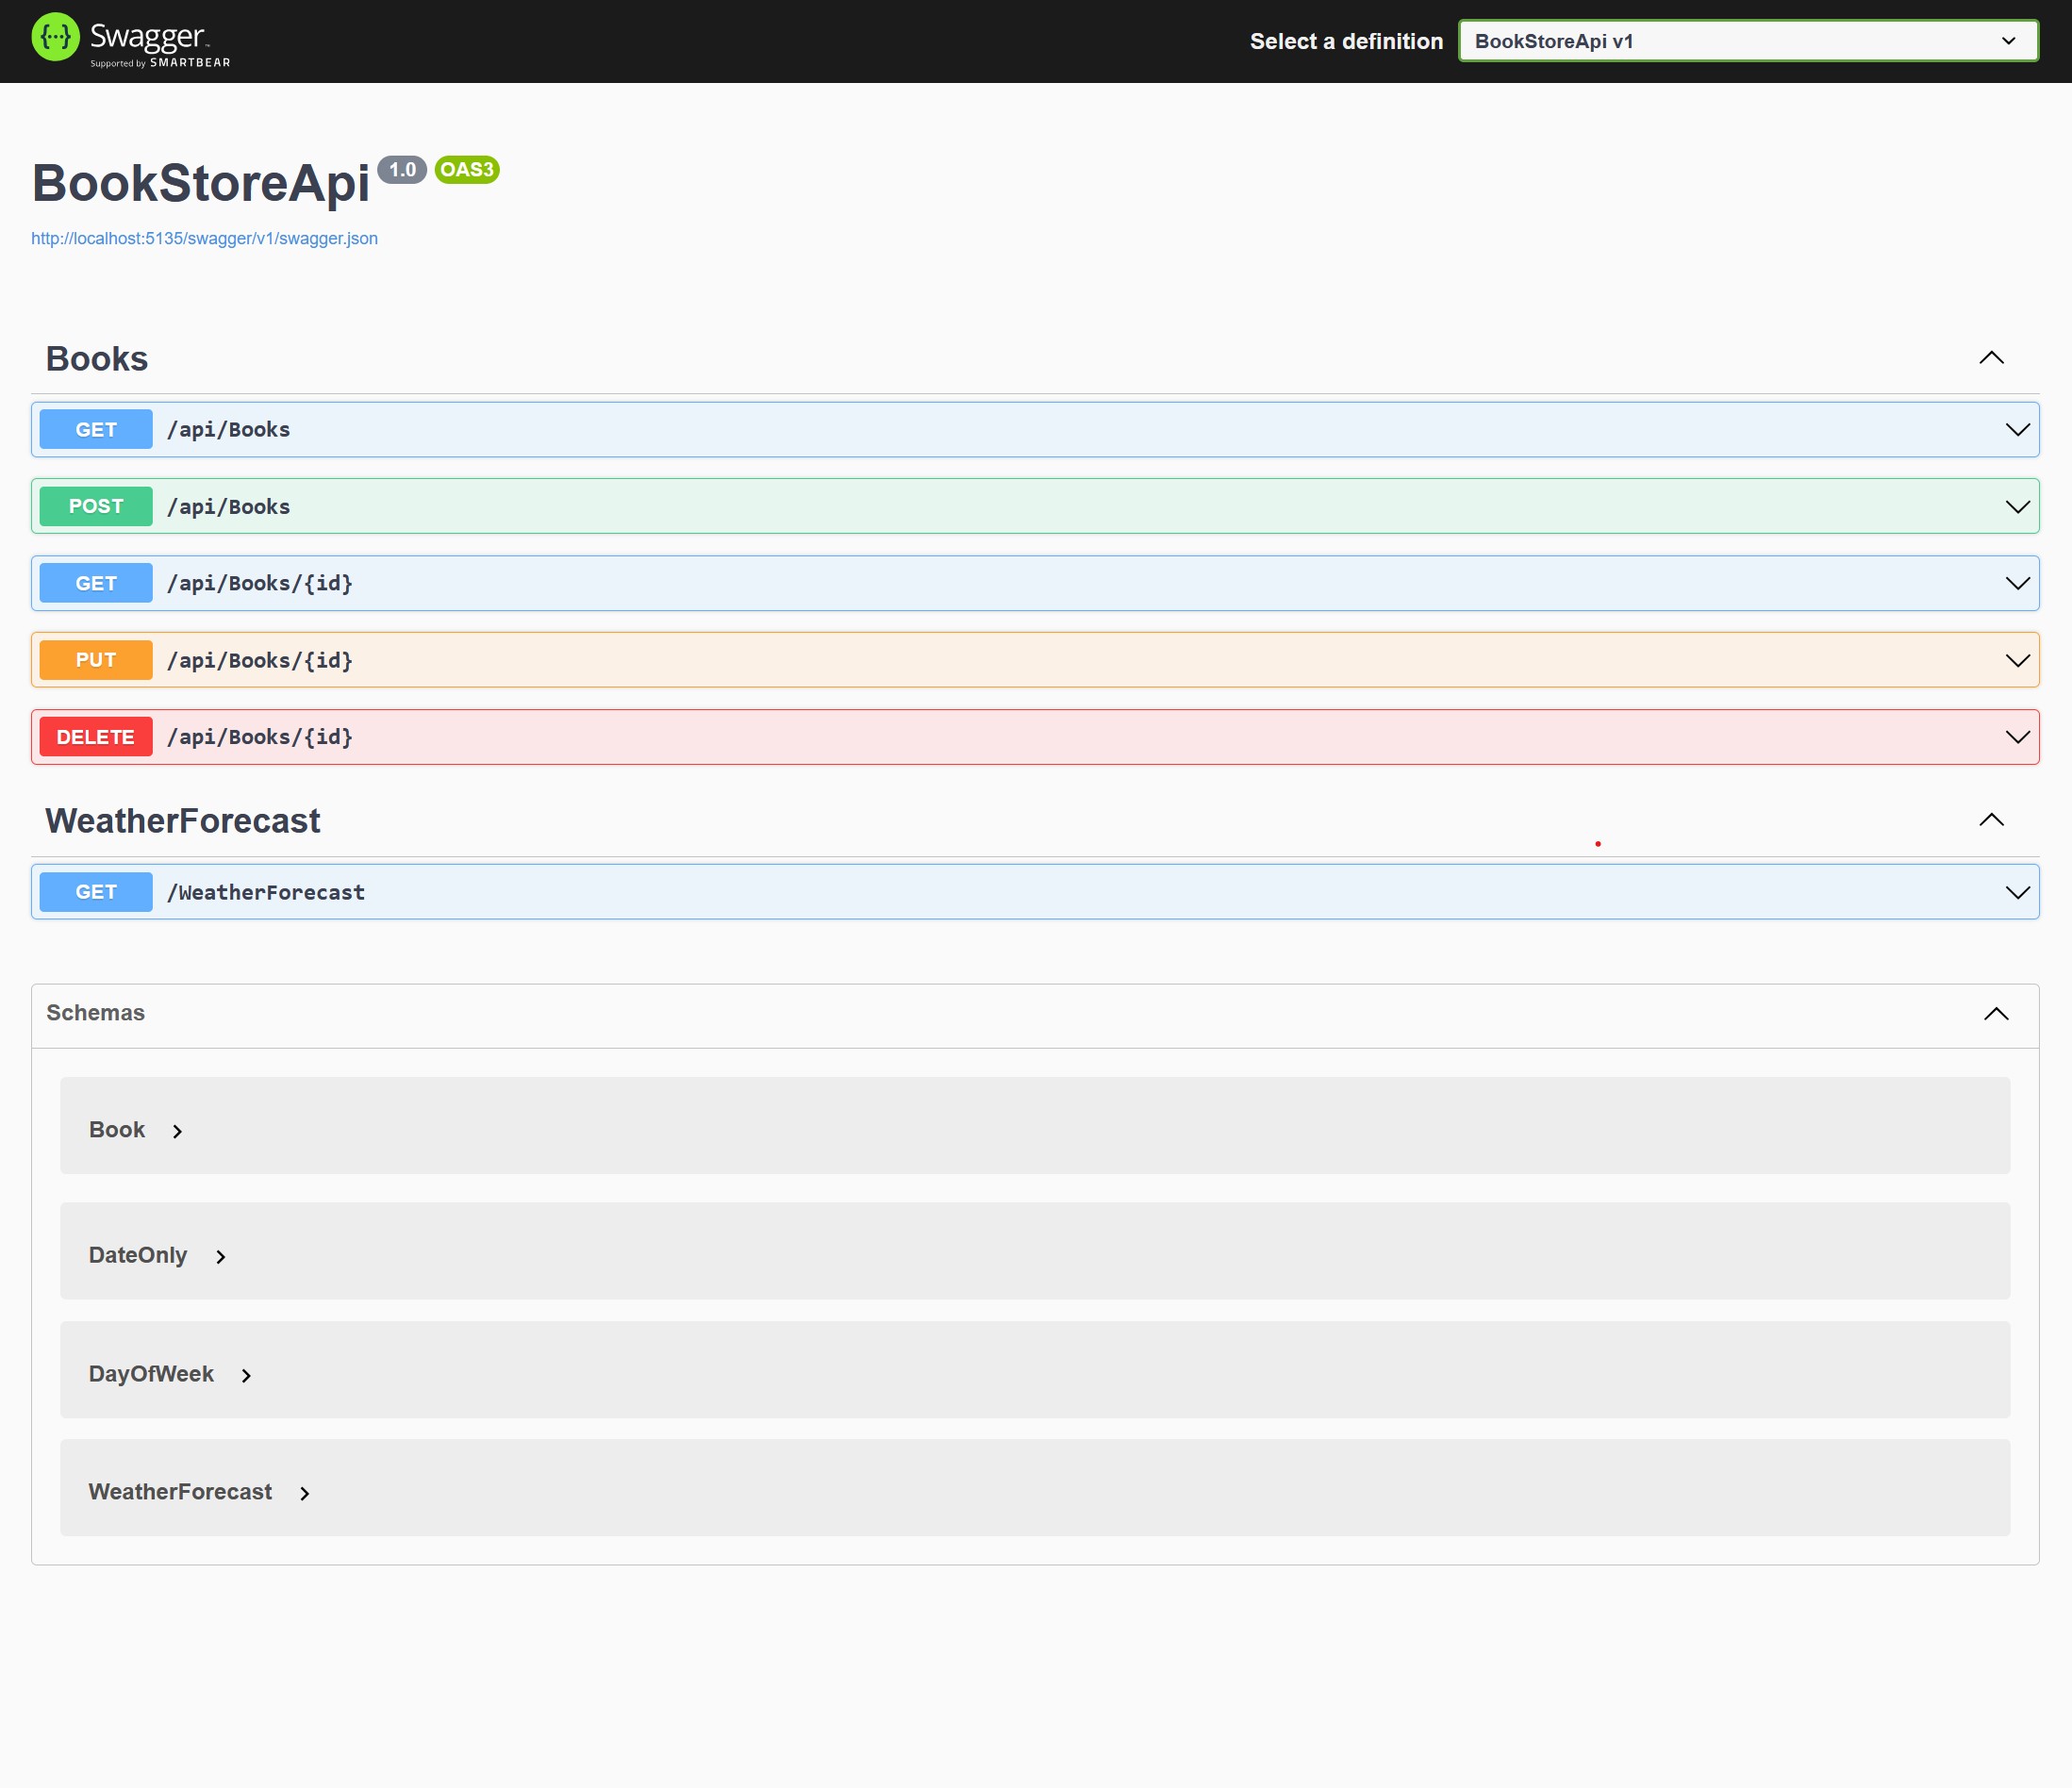 Swagger™
Supported by SMARTBEAR
Select a definition
BookStoreApi v1
BookStoreApi 1.0 OAS3
http://localhost:5135/swagger/v1/swagger.json
Books
GET /api/Books
POST /api/Books
GET /api/Books/{id}
PUT /api/Books/{id}
DELETE /api/Books/{id}
WeatherForecast
GET /WeatherForecast
Schemas
Book
DateOnly
DayOfWeek
WeatherForecast